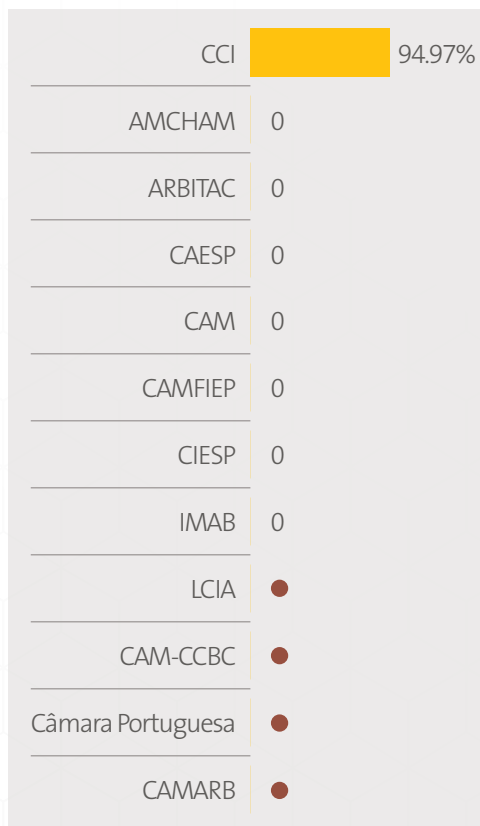 CCI 94.97%
AMCHAM 0
ARBITAC 0
CAESP 0
CAM 0
CAMFIEP 0
CIESP 0
IMAB 0
LCIA
CAM-CCBC
Câmara Portuguesa
CAMARB